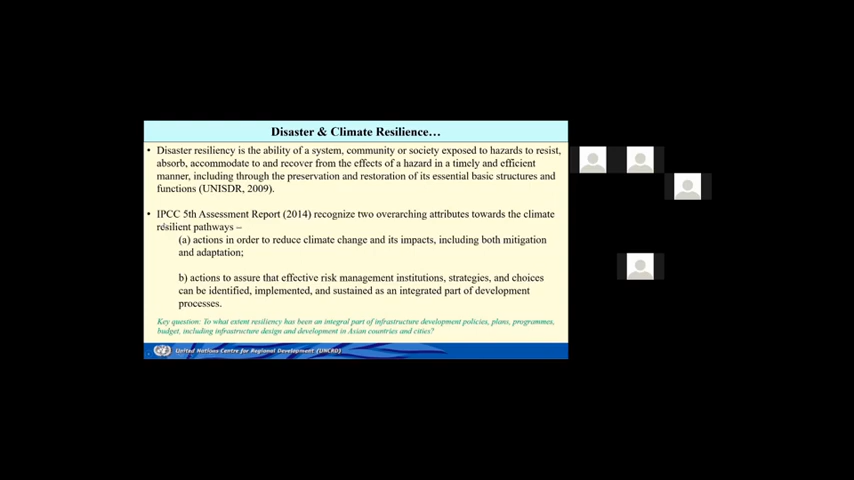 Disaster & Climate Resilience…
• Disaster resiliency is the ability of a system, community or society exposed to hazards to resist,
absorb, accommodate to and recover from the effects of a hazard in a timely and efficient
manner, including through the preservation and restoration of its essential basic structures and
functions (UNISDR, 2009).
• IPCC 5th Assessment Report (2014) recognize two overarching attributes towards the climate
resilient pathways –
(a) actions in order to reduce climate change and its impacts, including both mitigation
and adaptation;
b) actions to assure that effective risk management institutions, strategies, and choices
can be identified, implemented, and sustained as an integrated part of development
processes.
Key question: To what extent resiliency has been an integral part of infrastructure development policies, plans, programmes,
budget, including infrastructure design and development in Asian countries and cities?
United Nations Centre for Regional Development (UNCRD)